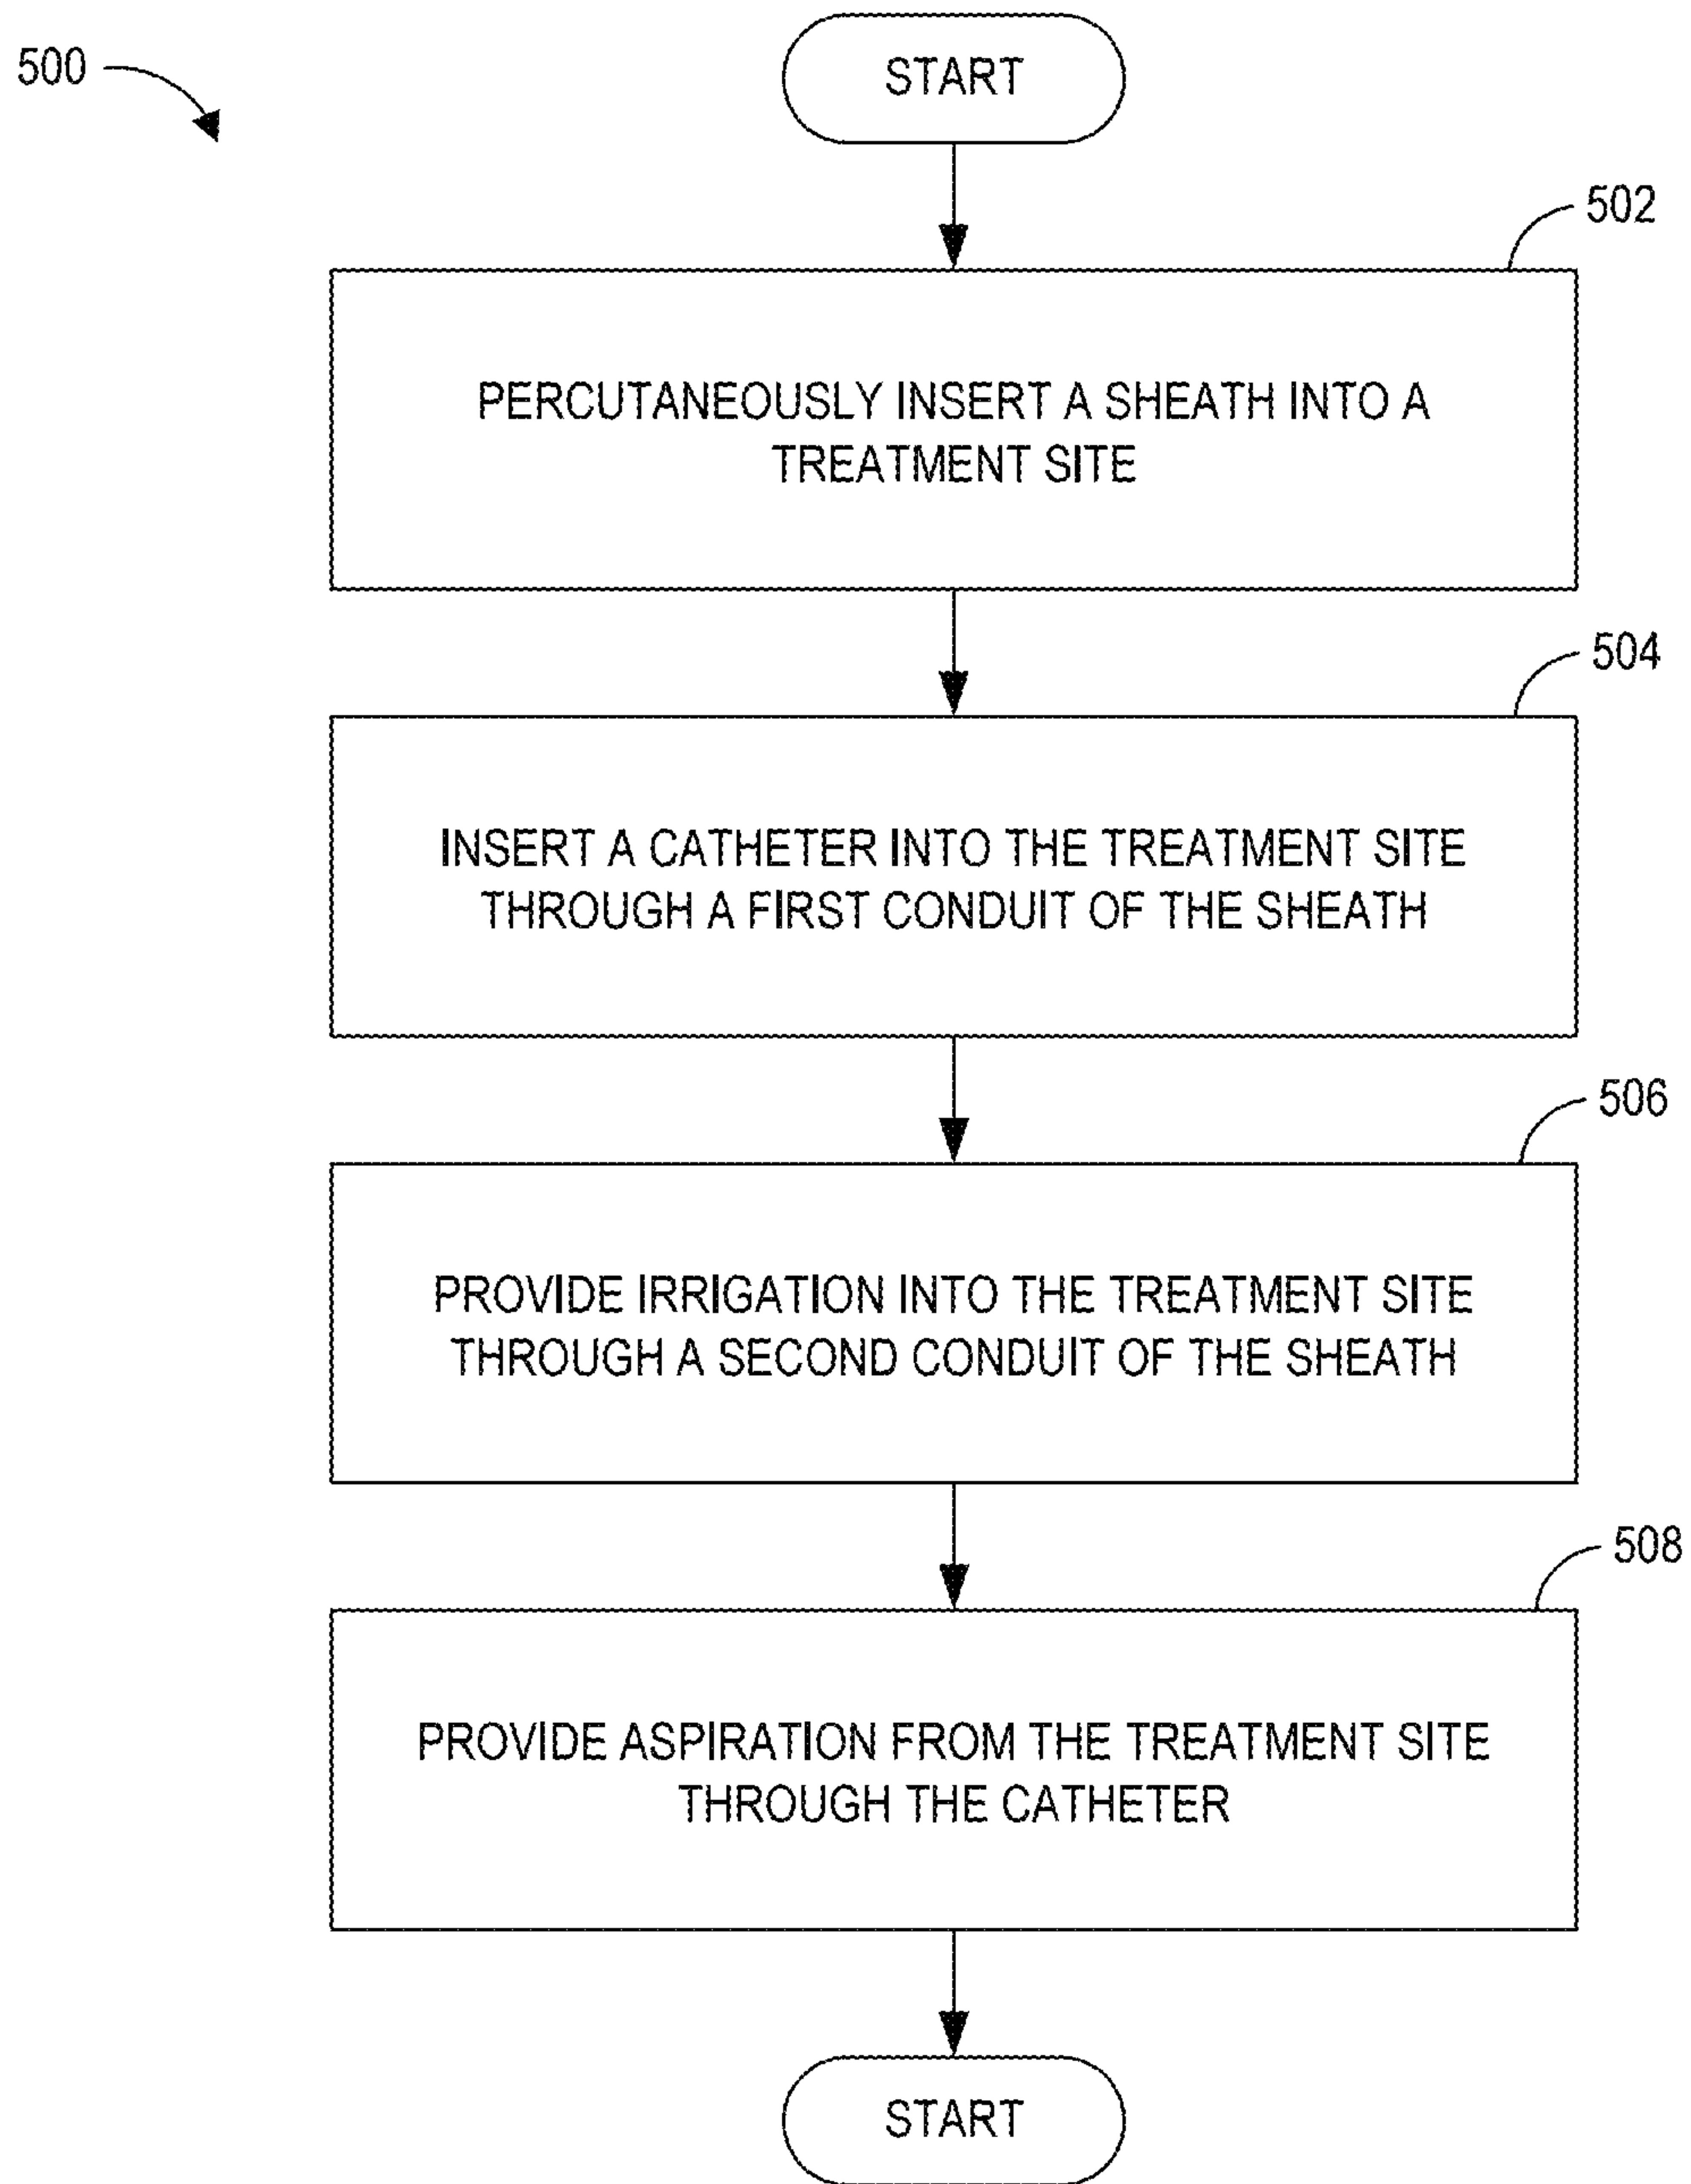 500
START
502
PERCUTANEOUSLY INSERT A SHEATH INTO A
TREATMENT SITE
504
INSERT A CATHETER INTO THE TREATMENT SITE
THROUGH A FIRST CONDUIT OF THE SHEATH
506
PROVIDE IRRIGATION INTO THE TREATMENT SITE
THROUGH A SECOND CONDUIT OF THE SHEATH
508
PROVIDE ASPIRATION FROM THE TREATMENT SITE
THROUGH THE CATHETER
START